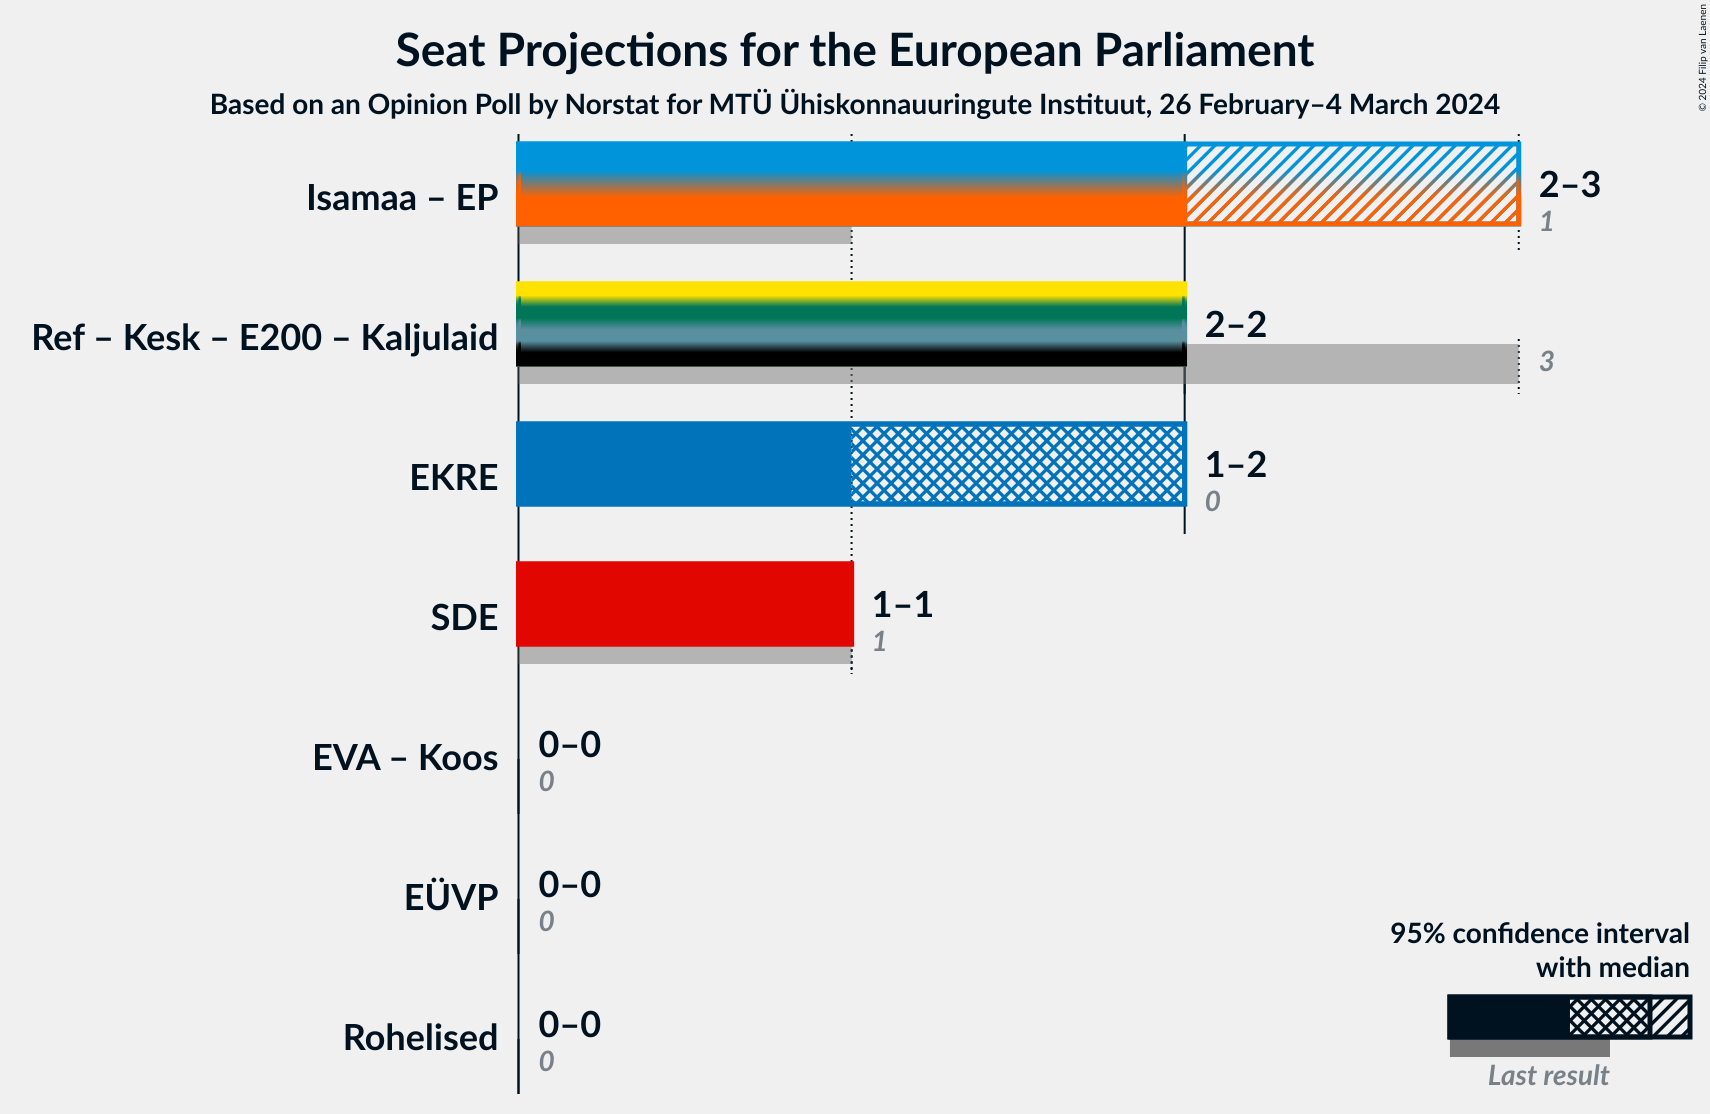 Seat Projections for the European Parliament
Based on an Opinion Poll by Norstat for MTÜ Ühiskonnauuringute Instituut, 26 February–4 March 2024
© 2024 Filip van Laenen
Isamaa – EP
2–3
1
Ref – Kesk – E200 – Kaljulaid
2–2
3
EKRE
1–2
0
SDE
1–1
1
EVA – Koos
0–0
0
EÜVP
0–0
0
Rohelised
0–0
0
95% confidence interval
with median
Last result